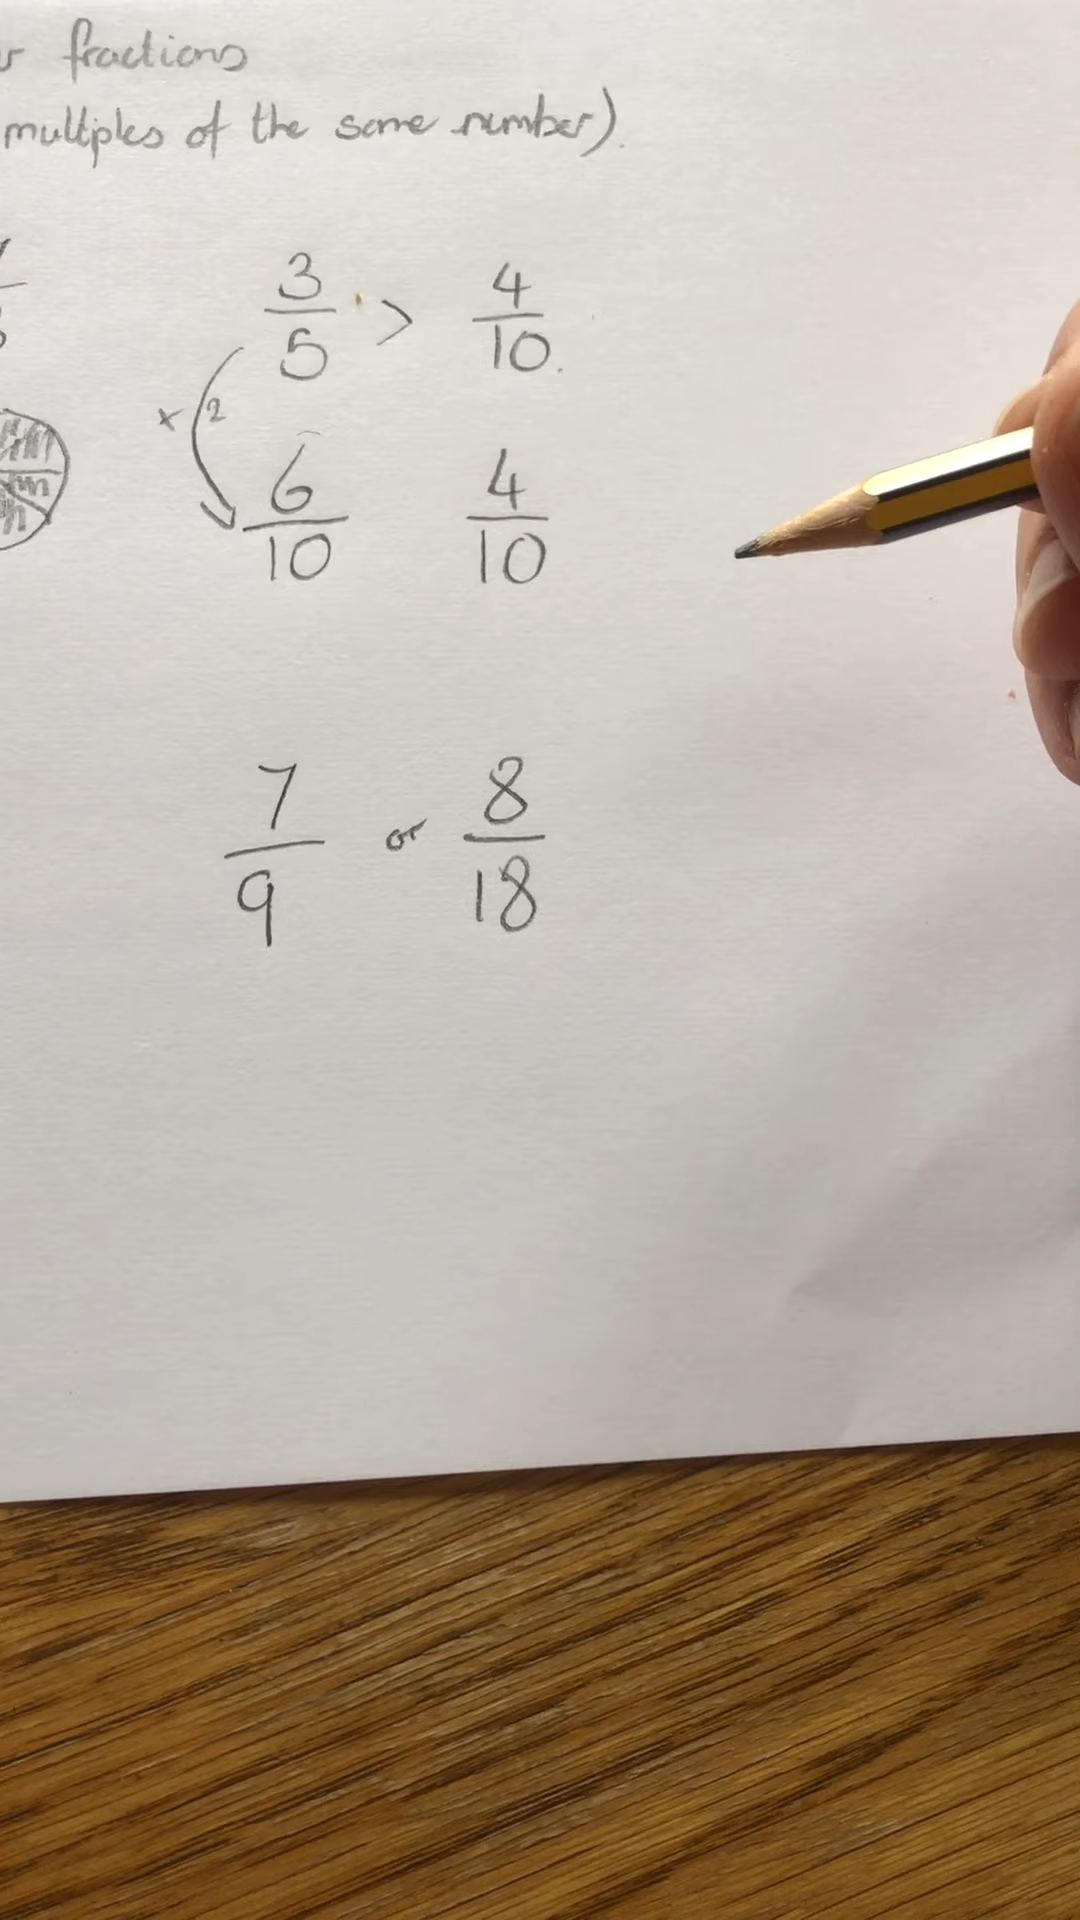 fractions
multiples of the same number).
3/5 > 4/10.
× 2
6/10 4/10
7/9 or 8/18